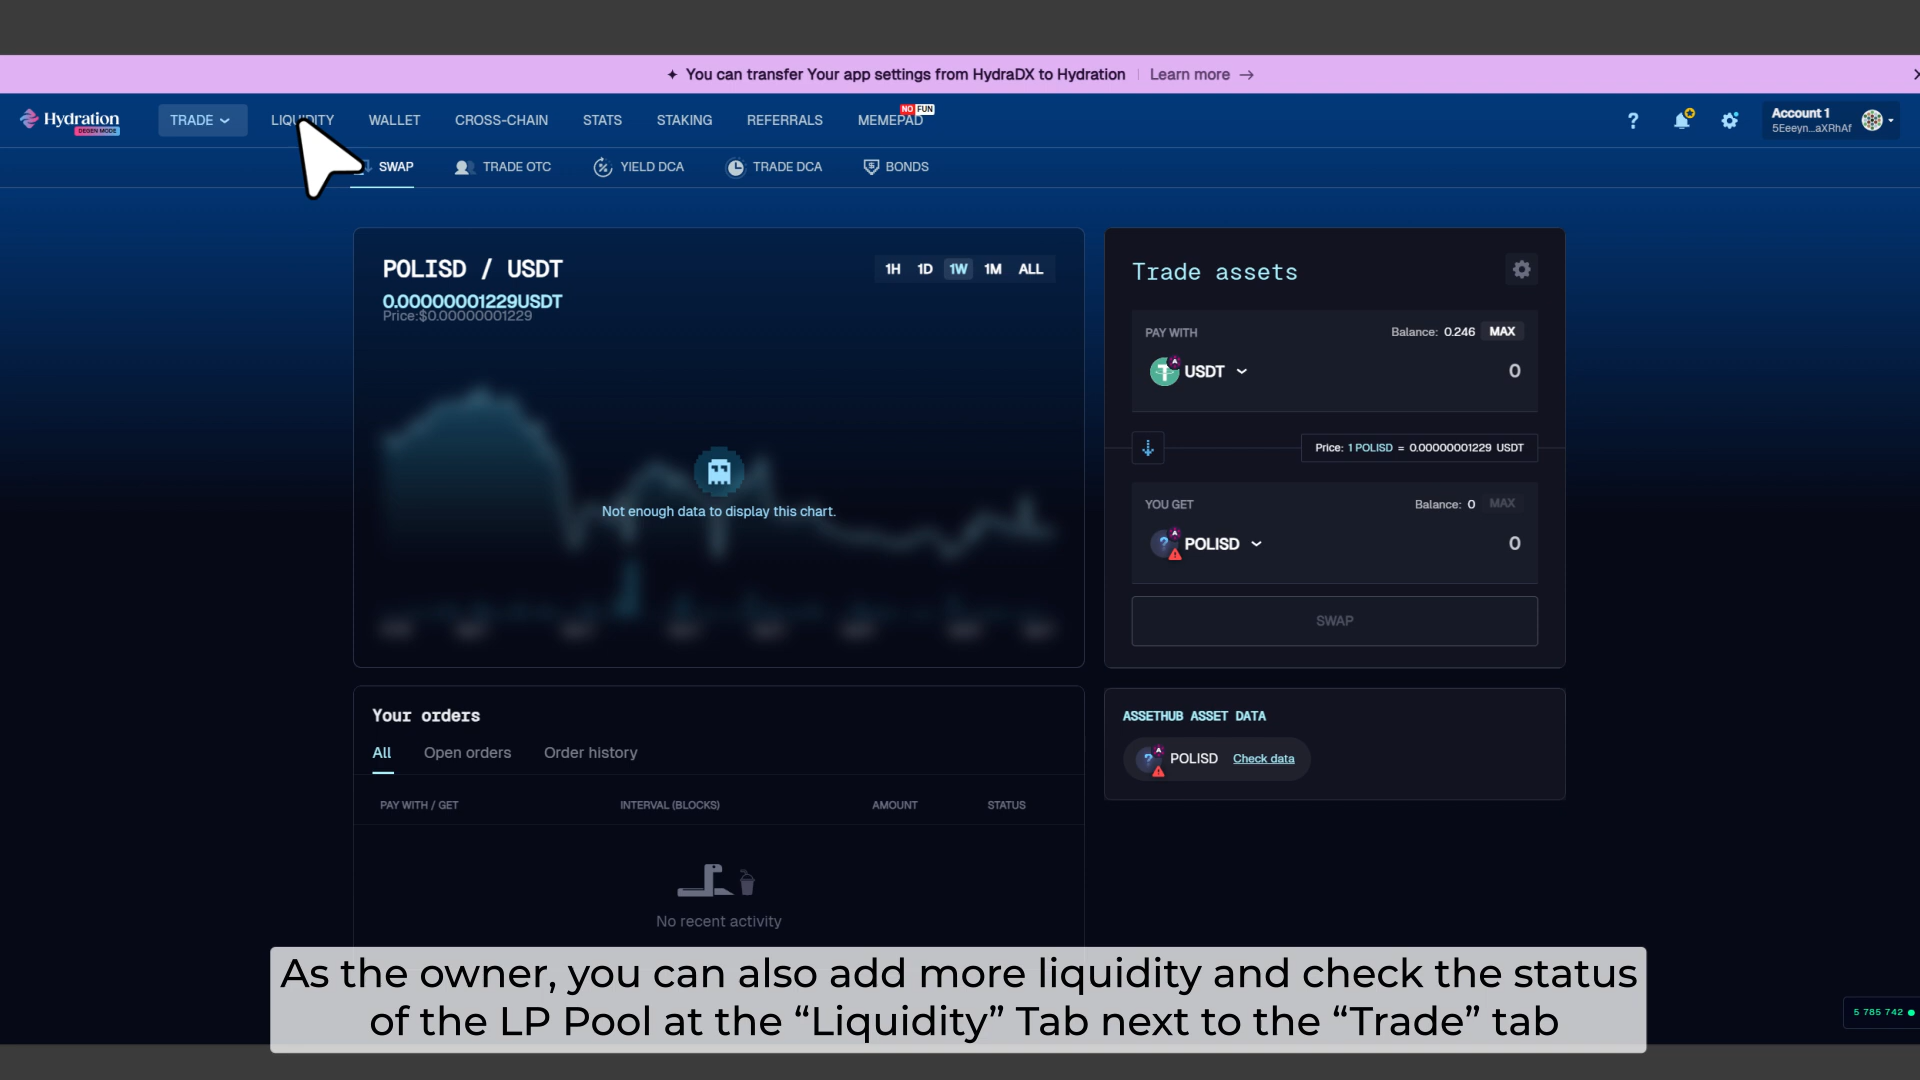 ✦ You can transfer Your app settings from HydraDX to Hydration | Learn more →
Hydration
DEGEN MODE
TRADE
LIQUIDITY
WALLET
CROSS-CHAIN
STATS
STAKING
REFERRALS
MEMEPAD
NO FUN
?
Account 1
5Eeeyn...aXRhAf
SWAP
TRADE OTC
YIELD DCA
TRADE DCA
BONDS
POLISD / USDT
1H 1D 1W 1M ALL
0.00000001229USDT
Price:$0.00000001229
Not enough data to display this chart.
Trade assets
PAY WITH
Balance: 0.246 MAX
USDT
0
Price: 1 POLISD = 0.00000001229 USDT
YOU GET
Balance: 0 MAX
POLISD
0
SWAP
Your orders
All Open orders Order history
PAY WITH / GET INTERVAL (BLOCKS) AMOUNT STATUS
No recent activity
ASSETHUB ASSET DATA
POLISD Check data
As the owner, you can also add more liquidity and check the status
of the LP Pool at the “Liquidity” Tab next to the “Trade” tab
5 785 742